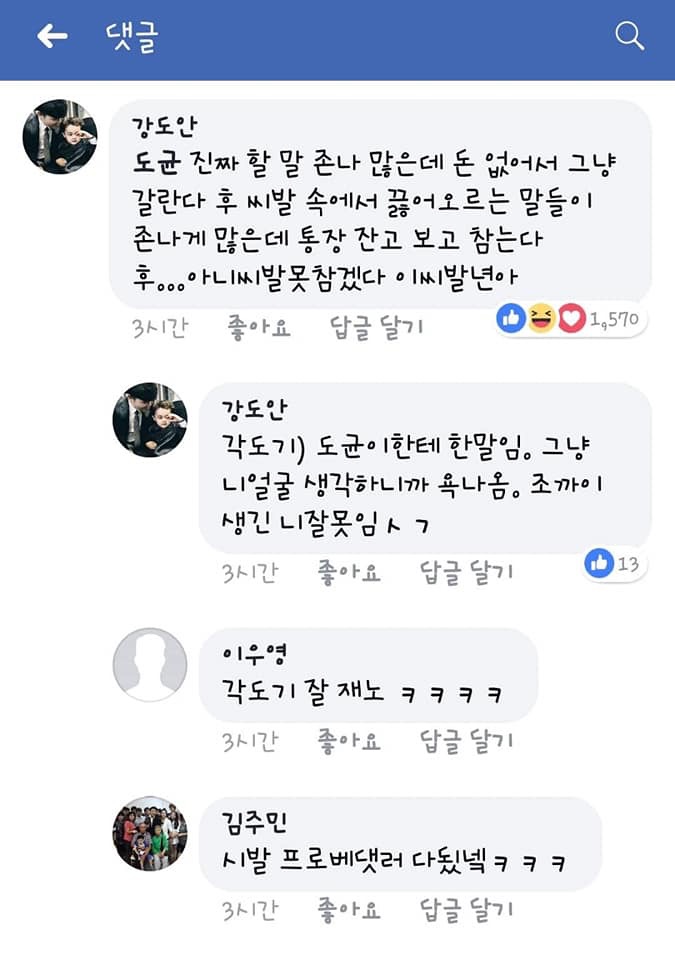 댓글
강도안
도균 진짜 할 말 존나 많은데 돈 없어서 그냥
갈란다 후 씨발 속에서 끓어오르는 말들이
존나게 많은데 통장 잔고 보고 참는다
후...아니씨발못참겠다 이씨발년아
3시간 좋아요 답글 달기 1,570
강도안
각도기) 도균이한테 한말임. 그냥
니얼굴 생각하니까 욕나옴. 조까이
생긴 니잘못임ㅅㄱ
3시간 좋아요 답글 달기 13
이우영
각도기 잘 재노 ㅋㅋㅋㅋ
3시간 좋아요 답글 달기
김주민
시발 프로베댓러 다됬넼ㅋㅋㅋ
3시간 좋아요 답글 달기